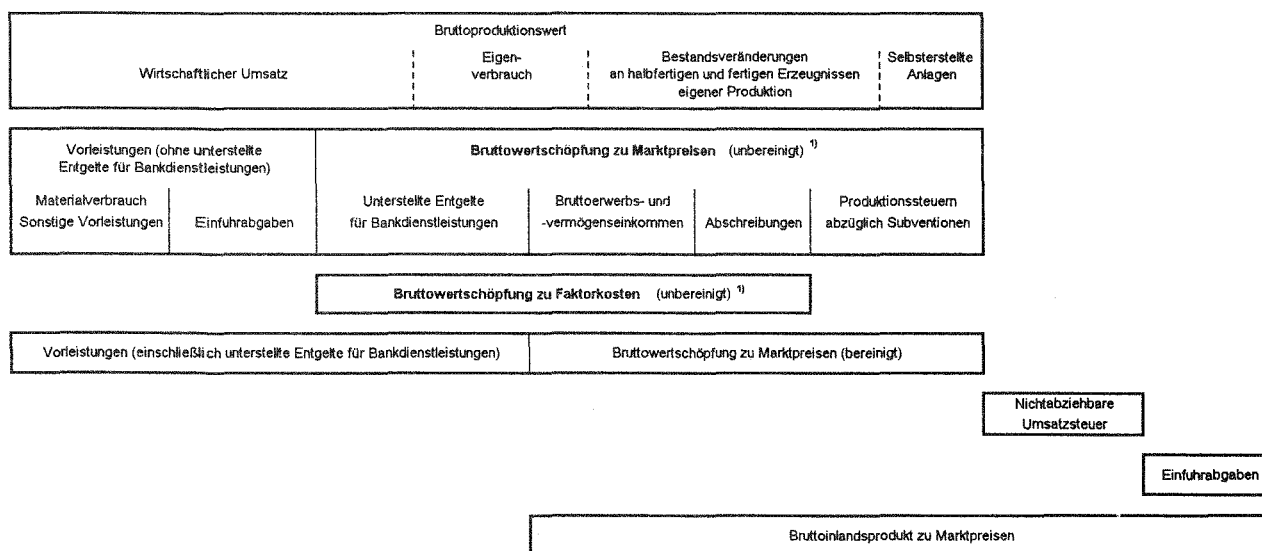 Bruttoproduktionswert
Wirtschaftlicher Umsatz
Eigen-
verbrauch
Bestandsveränderungen
an halbfertigen und fertigen Erzeugnissen
eigener Produktion
Selbsterstellte
Anlagen
Vorleistungen (ohne unterstellte
Entgelte für Bankdienstleistungen)
Bruttowertschöpfung zu Marktpreisen (unbereinigt) 1)
Materialverbrauch
Sonstige Vorleistungen
Einfuhrabgaben
Unterstellte Entgelte
für Bankdienstleistungen
Bruttoerwerbs- und
-vermögenseinkommen
Abschreibungen
Produktionssteuern
abzüglich Subventionen
Bruttowertschöpfung zu Faktorkosten (unbereinigt) 1)
Vorleistungen (einschließlich unterstellte Entgelte für Bankdienstleistungen)
Bruttowertschöpfung zu Marktpreisen (bereinigt)
Nichtabziehbare
Umsatzsteuer
Einfuhrabgaben
Bruttoinlandsprodukt zu Marktpreisen